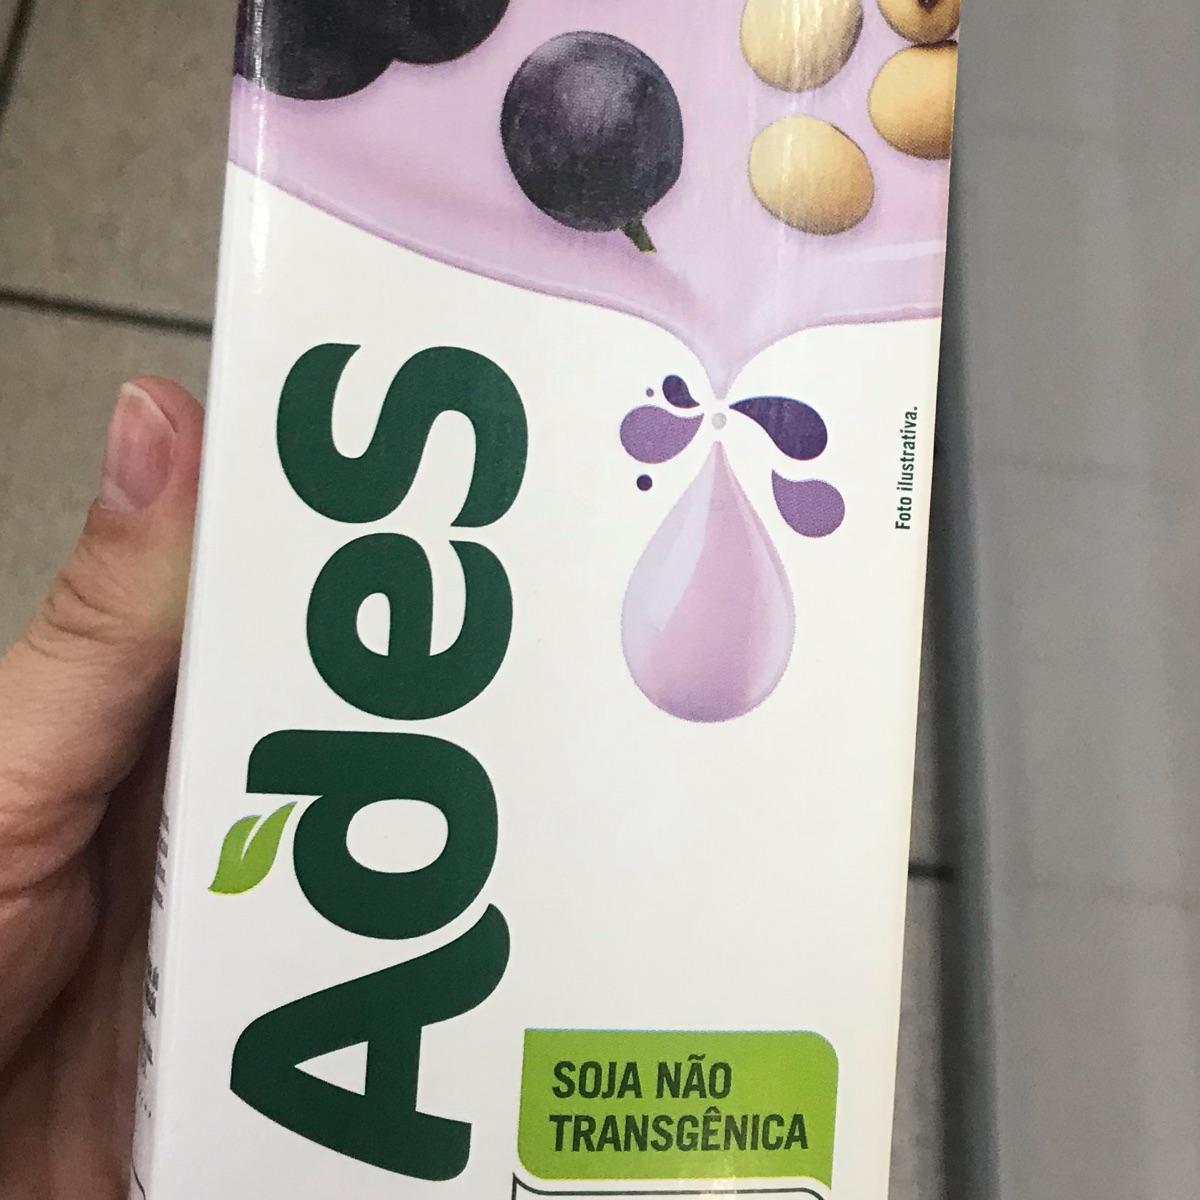 Ades
Foto ilustrativa.
SOJA NÃO
TRANSGÊNICA